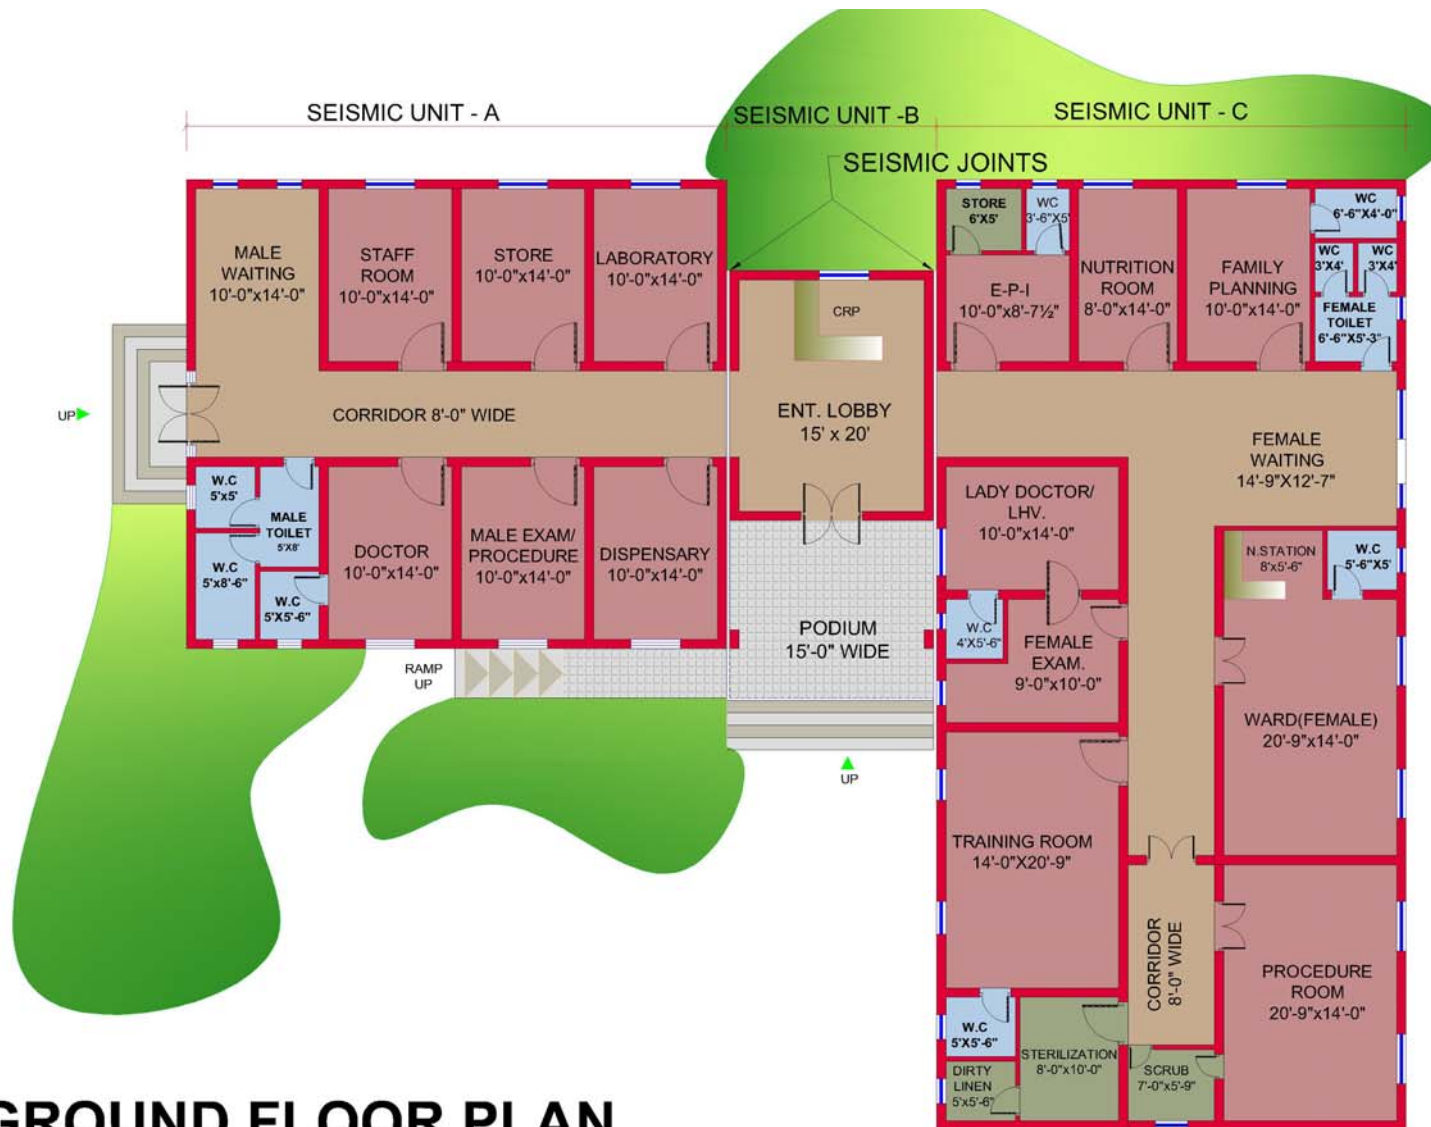 SEISMIC UNIT - A
SEISMIC UNIT -B
SEISMIC UNIT - C
SEISMIC JOINTS
MALE
WAITING
10'-0"x14'-0"
STAFF
ROOM
10'-0"x14'-0"
STORE
10'-0"x14'-0"
LABORATORY
10'-0"x14'-0"
CRP
STORE
6'X5'
WC
3'-6"X5'
E-P-I
10'-0"x8'-7½"
NUTRITION
ROOM
8'-0"x14'-0"
FAMILY
PLANNING
10'-0"x14'-0"
WC
6'-6"X4'-0"
WC
3'X4'
WC
3'X4'
FEMALE
TOILET
6'-6"X5'-3"
UP
CORRIDOR 8'-0" WIDE
ENT. LOBBY
15' x 20'
FEMALE
WAITING
14'-9"X12'-7"
W.C
5'x5'
MALE
TOILET
5'X8'
W.C
5'x8'-6"
W.C
5'X5'-6"
DOCTOR
10'-0"x14'-0"
MALE EXAM/
PROCEDURE
10'-0"x14'-0"
DISPENSARY
10'-0"x14'-0"
LADY DOCTOR/
LHV.
10'-0"x14'-0"
N.STATION
8'x5'-6"
W.C
5'-6"X5'
PODIUM
15'-0" WIDE
W.C
4'X5'-6"
FEMALE
EXAM.
9'-0"x10'-0"
RAMP
UP
WARD(FEMALE)
20'-9"x14'-0"
UP
TRAINING ROOM
14'-0"X20'-9"
CORRIDOR
8'-0" WIDE
PROCEDURE
ROOM
20'-9"x14'-0"
W.C
5'X5'-6"
STERILIZATION
8'-0"x10'-0"
DIRTY
LINEN
5'x5'-6"
SCRUB
7'-0"x5'-9"
GROUND FLOOR PLAN